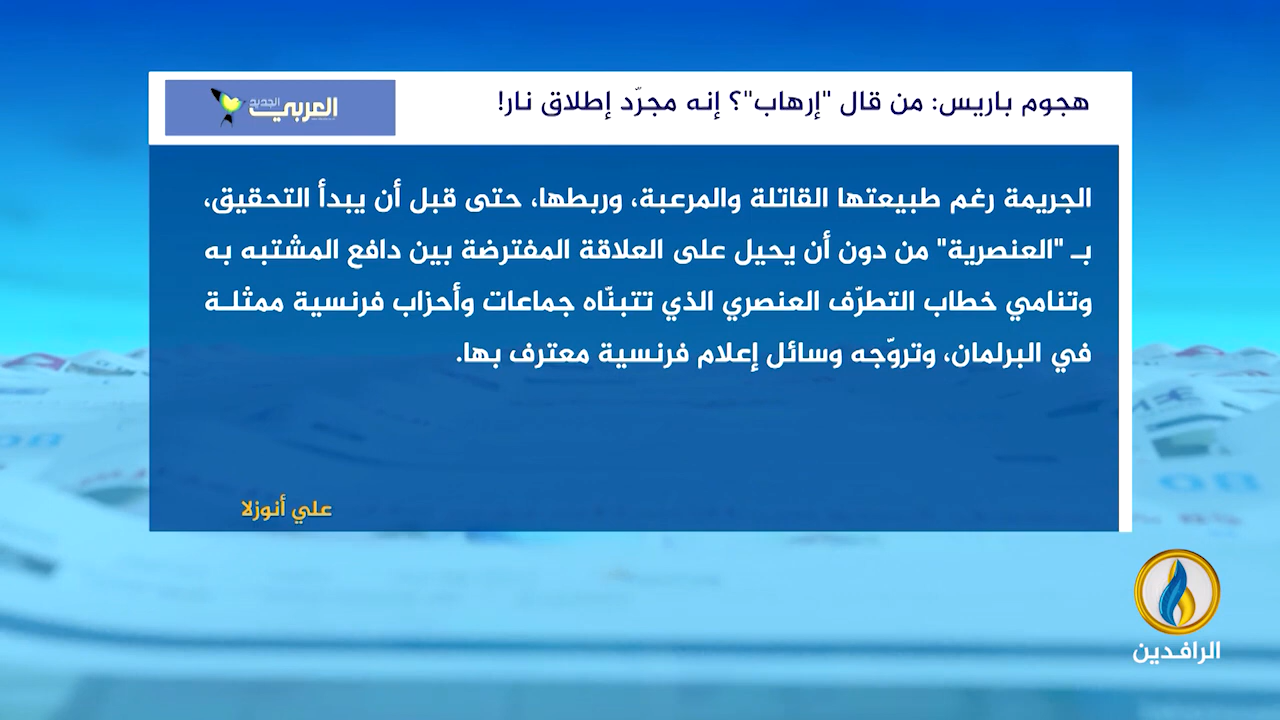 هجوم باريس: من قال "إرهاب"؟ إنه مجرّد إطلاق نار!
العربي الجديد
الجريمة رغم طبيعتها القاتلة والمرعبة، وربطها، حتى قبل أن يبدأ التحقيق،
بـ "العنصرية" من دون أن يحيل على العلاقة المفترضة بين دافع المشتبه به
وتنامي خطاب التطرّف العنصري الذي تتبنّاه جماعات وأحزاب فرنسية ممثلـة
في البرلمان، وتروّجه وسائل إعلام فرنسية معترف بها.
علي أنوزلا
الرافـدين